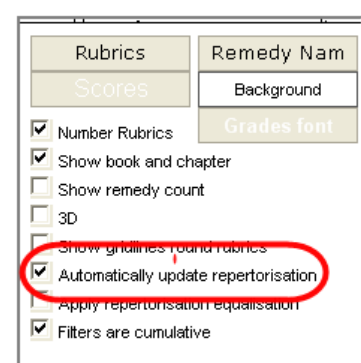 Rubrics Remedy Nam
Scores Background
Grades font
Number Rubrics
Show book and chapter
Show remedy count
3D
Show gridlines round rubrics
Automatically update repertorisation
Apply repertorisation equalisation
Filters are cumulative